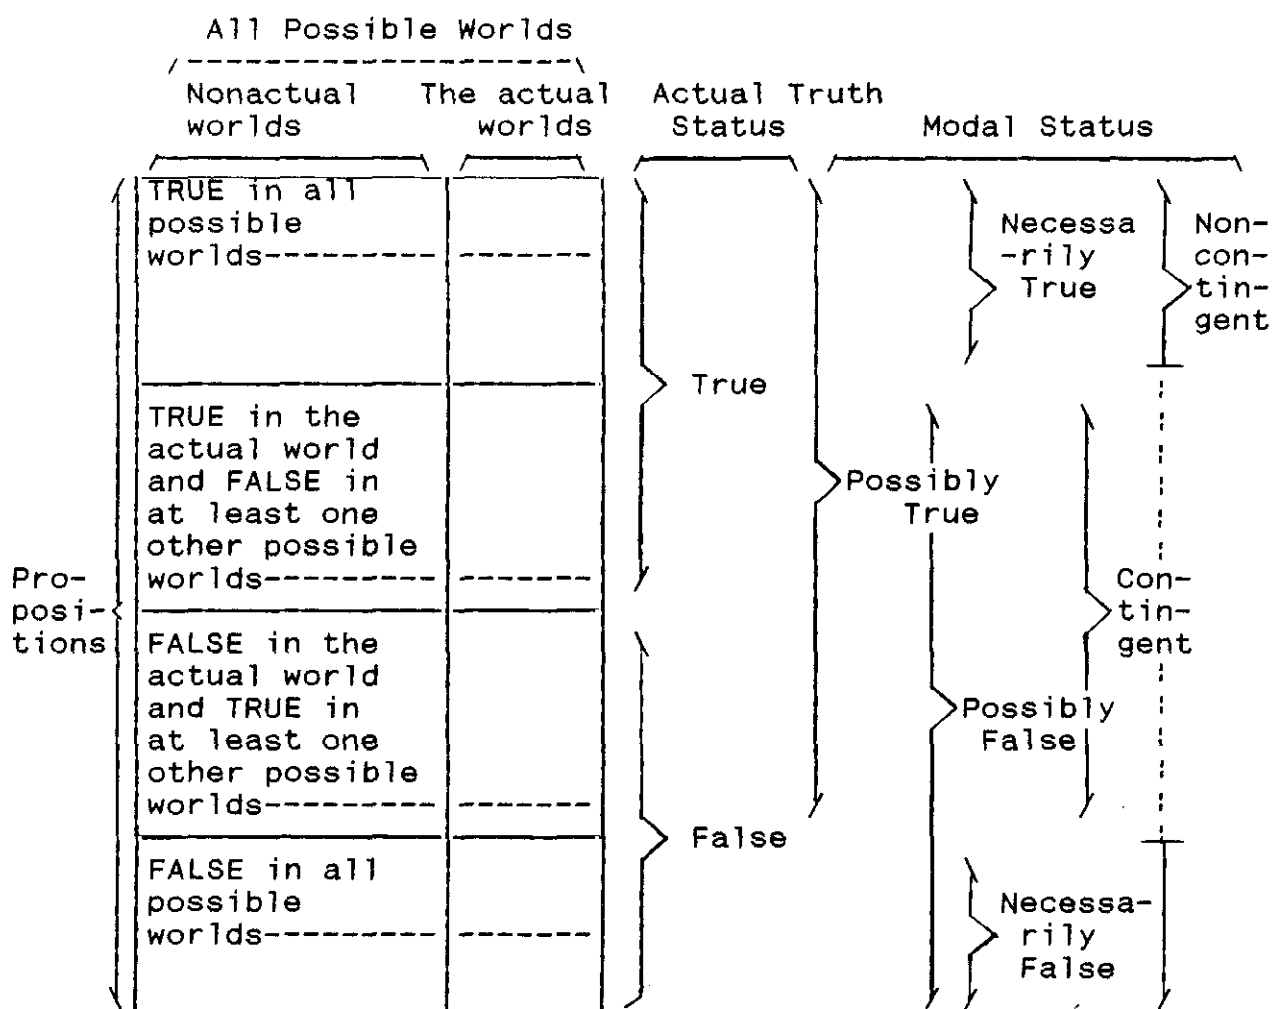 All Possible Worlds
Nonactual worlds
The actual worlds
Actual Truth Status
Modal Status
TRUE in all
possible
worlds
Necessa
-rily
True
Non-
con-
tin-
gent
True
TRUE in the
actual world
and FALSE in
at least one
other possible
worlds
Possibly
True
Pro-
posi-
tions
Con-
tin-
gent
FALSE in the
actual world
and TRUE in
at least one
other possible
worlds
Possibly
False
False
FALSE in all
possible
worlds
Necessa-
rily
False